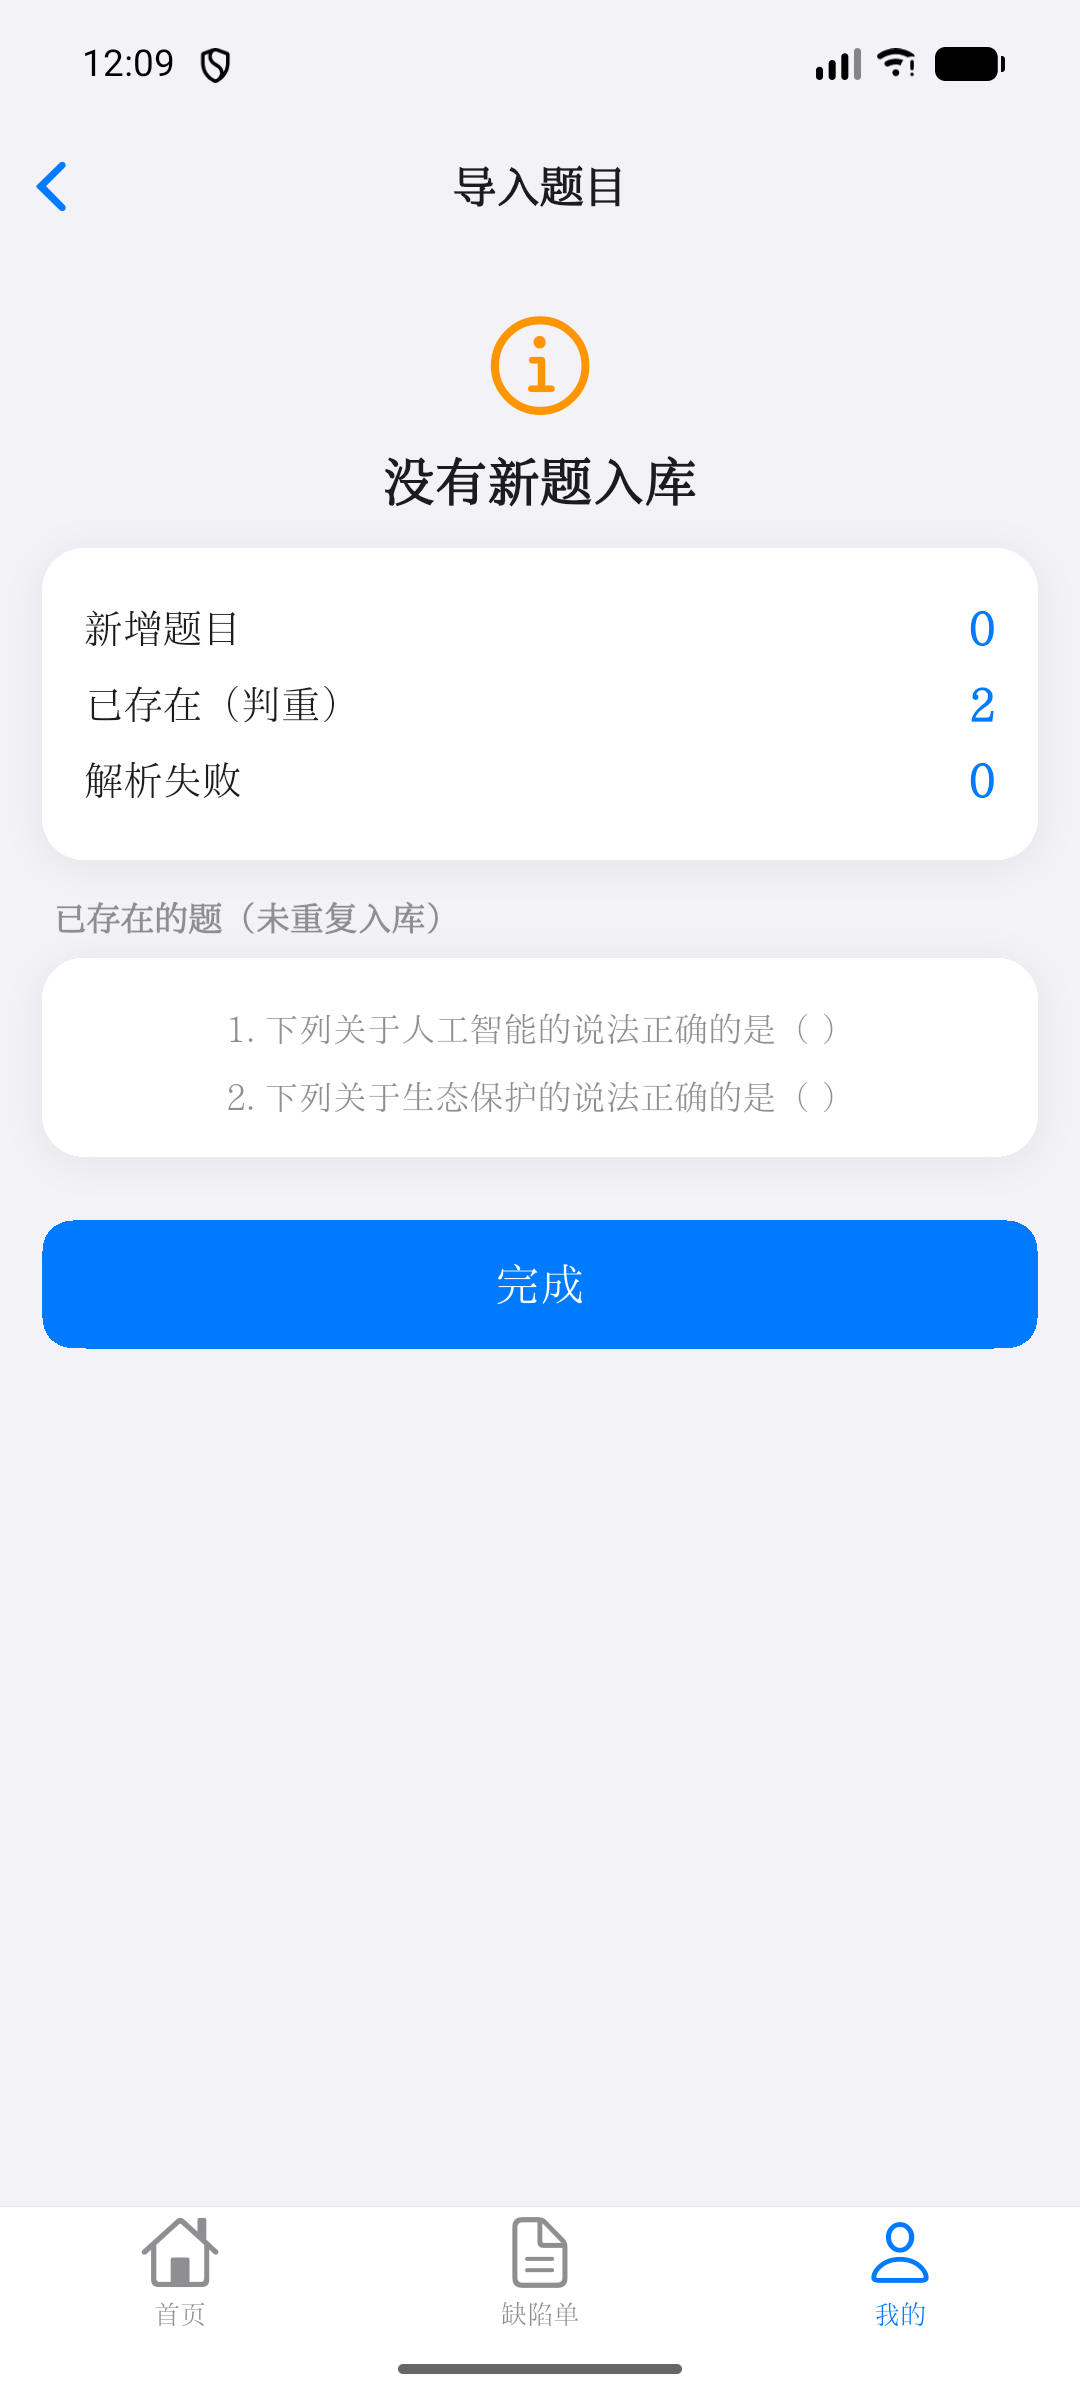 12:09
导入题目
没有新题入库
新增题目 0
已存在（判重） 2
解析失败 0
已存在的题（未重复入库）
1. 下列关于人工智能的说法正确的是（ ）
2. 下列关于生态保护的说法正确的是（ ）
完成
首页 缺陷单 我的